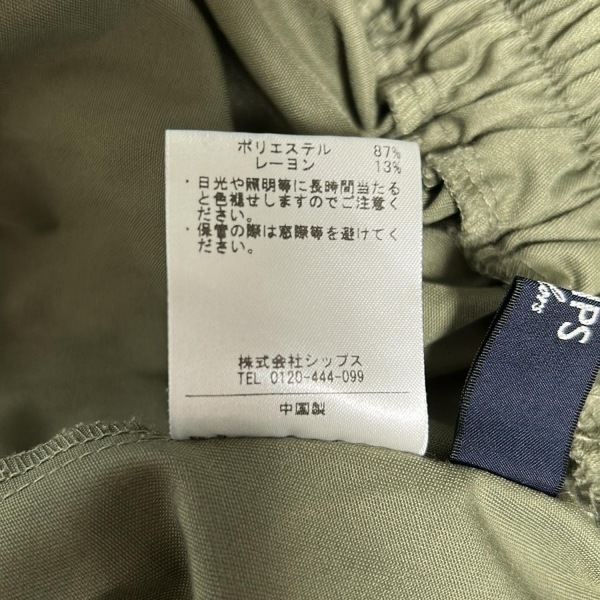 ポリエステル 87%
レーヨン 13%
・日光や照明等に長時間当たる
と色褪せしますのでご注意く
ださい。
・保管の際は窓際等を避けてく
ださい。
株式会社シップス
TEL 0120-444-099
中国製